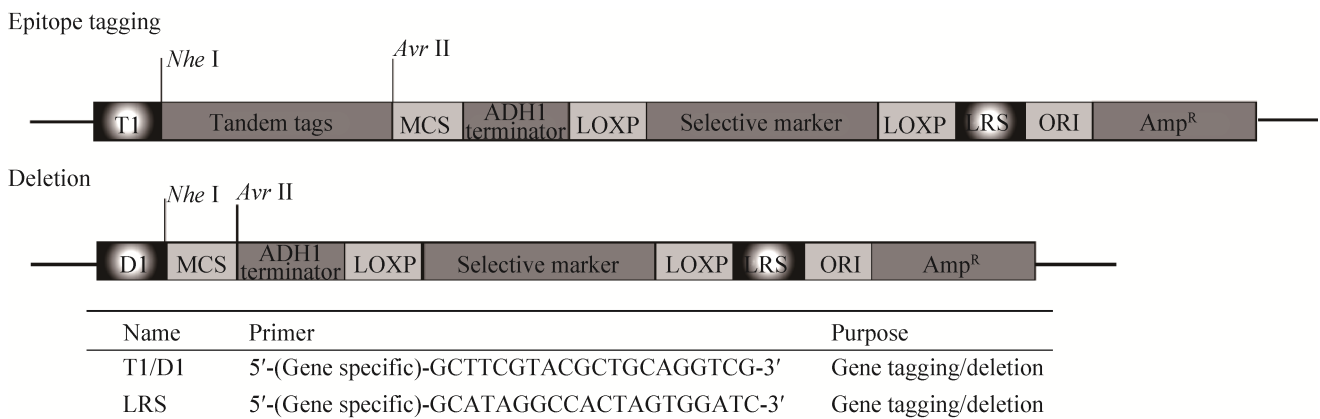 Epitope tagging
Nhe I
Avr II
T1 Tandem tags MCS ADH1 terminator LOXP Selective marker LOXP LRS ORI Amp^R
Deletion
Nhe I Avr II
D1 MCS ADH1 terminator LOXP Selective marker LOXP LRS ORI Amp^R
Name Primer Purpose
T1/D1 5′-(Gene specific)-GCTTCGTACGCTGCAGGTCG-3′ Gene tagging/deletion
LRS 5′-(Gene specific)-GCATAGGCCACTAGTGGATC-3′ Gene tagging/deletion